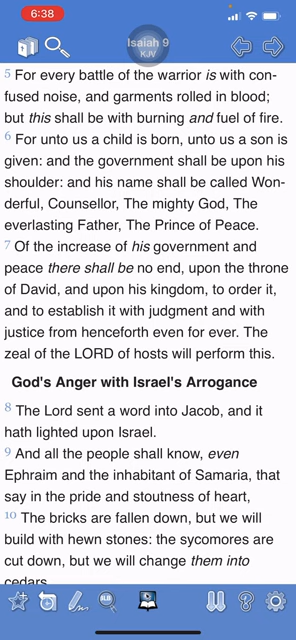 6:38
Isaiah 9
KJV
5 For every battle of the warrior is with con-
fused noise, and garments rolled in blood;
but this shall be with burning and fuel of fire.
6 For unto us a child is born, unto us a son is
given: and the government shall be upon his
shoulder: and his name shall be called Won-
derful, Counsellor, The mighty God, The
everlasting Father, The Prince of Peace.
7 Of the increase of his government and
peace there shall be no end, upon the throne
of David, and upon his kingdom, to order it,
and to establish it with judgment and with
justice from henceforth even for ever. The
zeal of the LORD of hosts will perform this.
God's Anger with Israel's Arrogance
8 The Lord sent a word into Jacob, and it
hath lighted upon Israel.
9 And all the people shall know, even
Ephraim and the inhabitant of Samaria, that
say in the pride and stoutness of heart,
10 The bricks are fallen down, but we will
build with hewn stones: the sycomores are
cut down, but we will change them into
cedars
BLB